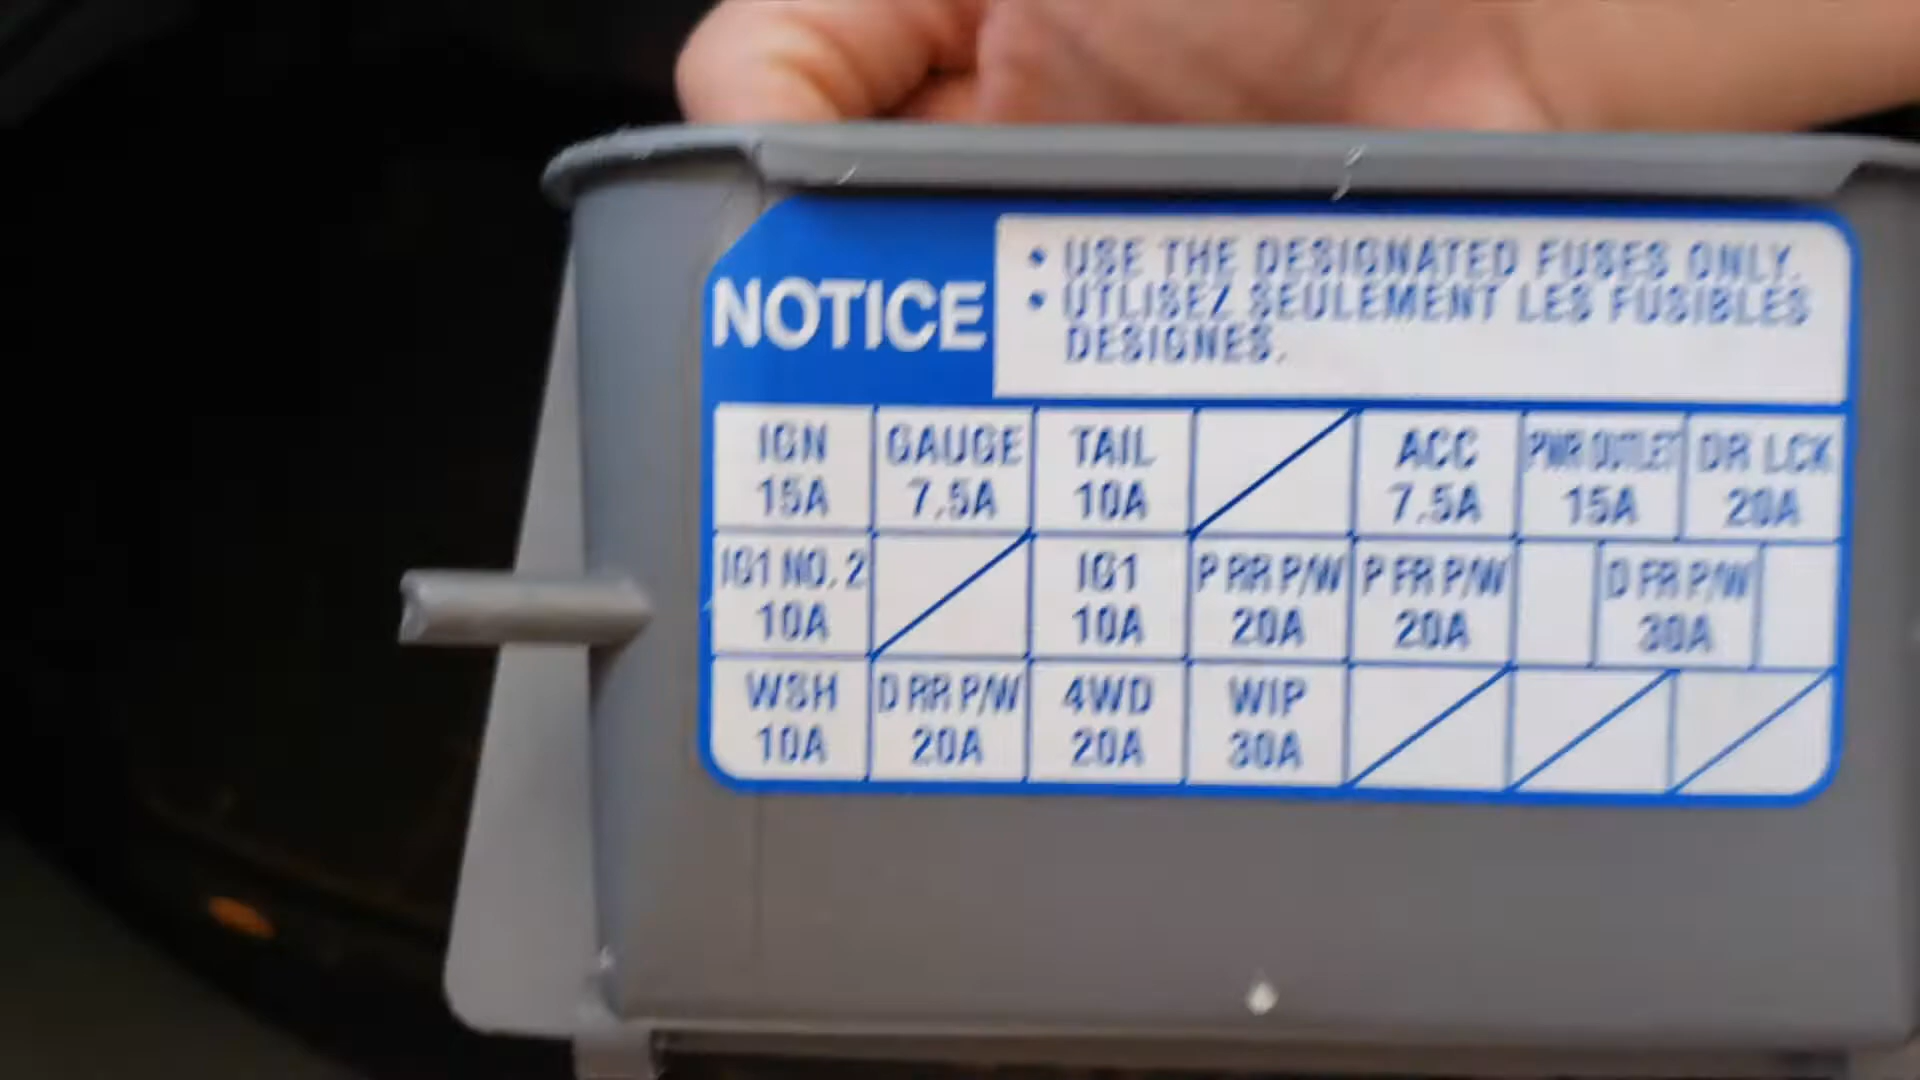 NOTICE
• USE THE DESIGNATED FUSES ONLY.
• UTLISEZ SEULEMENT LES FUSIBLES
DESIGNES.
IGN GAUGE TAIL ACC PWR OUTLET DR LCK
15A 7.5A 10A 7.5A 15A 20A
IG1 NO. 2 IG1 P RR P/W P FR P/W D FR P/W
10A 10A 20A 20A 30A
WSH D RR P/W 4WD WIP
10A 20A 20A 30A